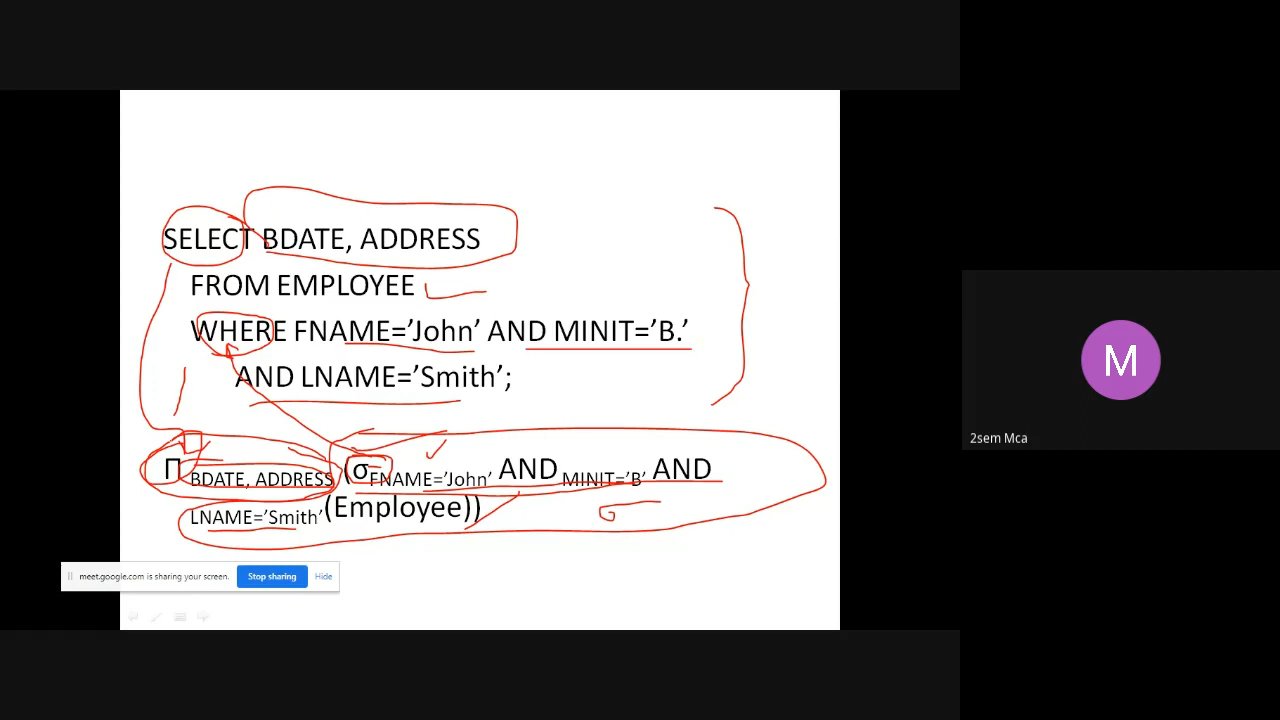 SELECT BDATE, ADDRESS
FROM EMPLOYEE
WHERE FNAME=’John’ AND MINIT=’B.’
AND LNAME=’Smith’;
Π BDATE, ADDRESS (σFNAME=’John’ AND MINIT=’B’ AND
LNAME=’Smith’(Employee))
meet.google.com is sharing your screen. Stop sharing Hide
M
2sem Mca